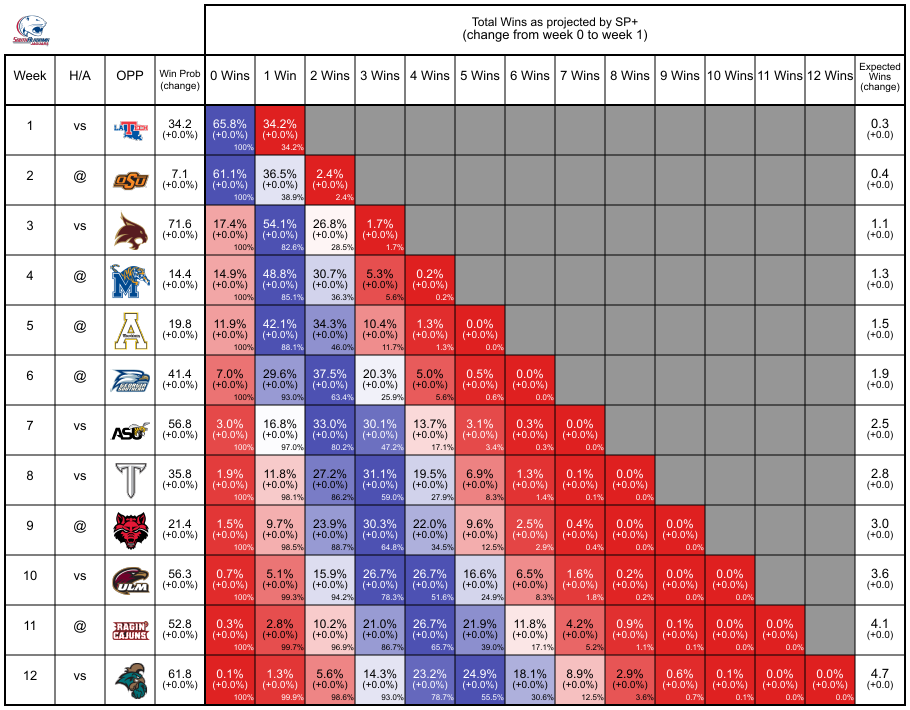 Total Wins as projected by SP+
(change from week 0 to week 1)
Week H/A OPP Win Prob (change) 0 Wins 1 Win 2 Wins 3 Wins 4 Wins 5 Wins 6 Wins 7 Wins 8 Wins 9 Wins 10 Wins 11 Wins 12 Wins Expected Wins (change)
1 vs LA TECH 34.2 65.8% 34.2% 0.3
(+0.0%) (+0.0%) (+0.0%) (+0.0)
100% 34.2%
2 @ OSU 7.1 61.1% 36.5% 2.4% 0.4
(+0.0%) (+0.0%) (+0.0%) (+0.0%) (+0.0)
100% 38.9% 2.4%
3 vs 71.6 17.4% 54.1% 26.8% 1.7% 1.1
(+0.0%) (+0.0%) (+0.0%) (+0.0%) (+0.0%) (+0.0)
100% 82.6% 28.5% 1.7%
4 @ M 14.4 14.9% 48.8% 30.7% 5.3% 0.2% 1.3
(+0.0%) (+0.0%) (+0.0%) (+0.0%) (+0.0%) (+0.0%) (+0.0)
100% 85.1% 36.3% 5.6% 0.2%
5 @ A 19.8 11.9% 42.1% 34.3% 10.4% 1.3% 0.0% 1.5
(+0.0%) (+0.0%) (+0.0%) (+0.0%) (+0.0%) (+0.0%) (+0.0%) (+0.0)
100% 88.1% 46.0% 11.7% 1.3% 0.0%
6 @ 41.4 7.0% 29.6% 37.5% 20.3% 5.0% 0.5% 0.0% 1.9
(+0.0%) (+0.0%) (+0.0%) (+0.0%) (+0.0%) (+0.0%) (+0.0%) (+0.0%) (+0.0)
100% 93.0% 63.4% 25.9% 5.6% 0.6% 0.0%
7 vs ASU 56.8 3.0% 16.8% 33.0% 30.1% 13.7% 3.1% 0.3% 0.0% 2.5
(+0.0%) (+0.0%) (+0.0%) (+0.0%) (+0.0%) (+0.0%) (+0.0%) (+0.0%) (+0.0%) (+0.0)
100% 97.0% 80.2% 47.2% 17.1% 3.4% 0.3% 0.0%
8 vs T 35.8 1.9% 11.8% 27.2% 31.1% 19.5% 6.9% 1.3% 0.1% 0.0% 2.8
(+0.0%) (+0.0%) (+0.0%) (+0.0%) (+0.0%) (+0.0%) (+0.0%) (+0.0%) (+0.0%) (+0.0%) (+0.0)
100% 98.1% 86.2% 59.0% 27.9% 8.3% 1.4% 0.1% 0.0%
9 @ 21.4 1.5% 9.7% 23.9% 30.3% 22.0% 9.6% 2.5% 0.4% 0.0% 0.0% 3.0
(+0.0%) (+0.0%) (+0.0%) (+0.0%) (+0.0%) (+0.0%) (+0.0%) (+0.0%) (+0.0%) (+0.0%) (+0.0%) (+0.0)
100% 98.5% 88.7% 64.8% 34.5% 12.5% 2.9% 0.4% 0.0% 0.0%
10 vs ULM 56.3 0.7% 5.1% 15.9% 26.7% 26.7% 16.6% 6.5% 1.6% 0.2% 0.0% 0.0% 3.6
(+0.0%) (+0.0%) (+0.0%) (+0.0%) (+0.0%) (+0.0%) (+0.0%) (+0.0%) (+0.0%) (+0.0%) (+0.0%) (+0.0%) (+0.0)
100% 99.3% 94.2% 78.3% 51.6% 24.9% 8.3% 1.8% 0.2% 0.0% 0.0%
11 @ RAGIN' CAJUNS 52.8 0.3% 2.8% 10.2% 21.0% 26.7% 21.9% 11.8% 4.2% 0.9% 0.1% 0.0% 0.0% 4.1
(+0.0%) (+0.0%) (+0.0%) (+0.0%) (+0.0%) (+0.0%) (+0.0%) (+0.0%) (+0.0%) (+0.0%) (+0.0%) (+0.0%) (+0.0%) (+0.0)
100% 99.7% 96.9% 86.7% 65.7% 39.0% 17.1% 5.2% 1.1% 0.1% 0.0% 0.0%
12 vs 61.8 0.1% 1.3% 5.6% 14.3% 23.2% 24.9% 18.1% 8.9% 2.9% 0.6% 0.1% 0.0% 0.0% 4.7
(+0.0%) (+0.0%) (+0.0%) (+0.0%) (+0.0%) (+0.0%) (+0.0%) (+0.0%) (+0.0%) (+0.0%) (+0.0%) (+0.0%) (+0.0%) (+0.0%) (+0.0)
100% 99.9% 98.6% 93.0% 78.7% 55.5% 30.6% 12.5% 3.6% 0.7% 0.1% 0.0% 0.0%